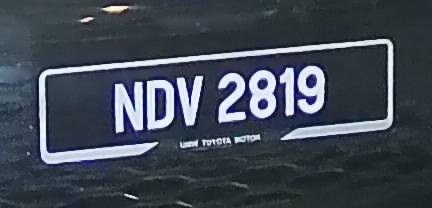 NDV 2819
UMW TOYOTA MOTOR